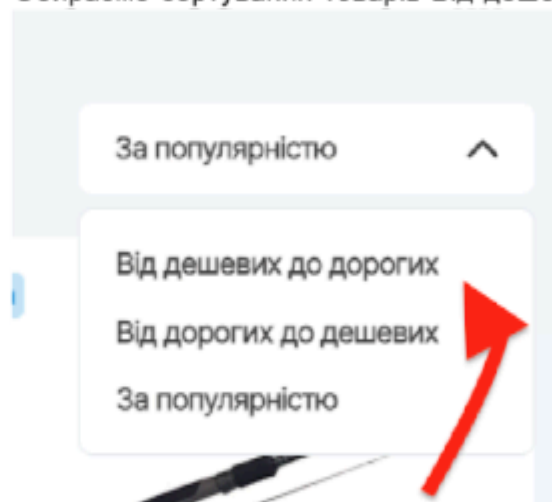 За популярністю
Від дешевих до дорогих
Від дорогих до дешевих
За популярністю